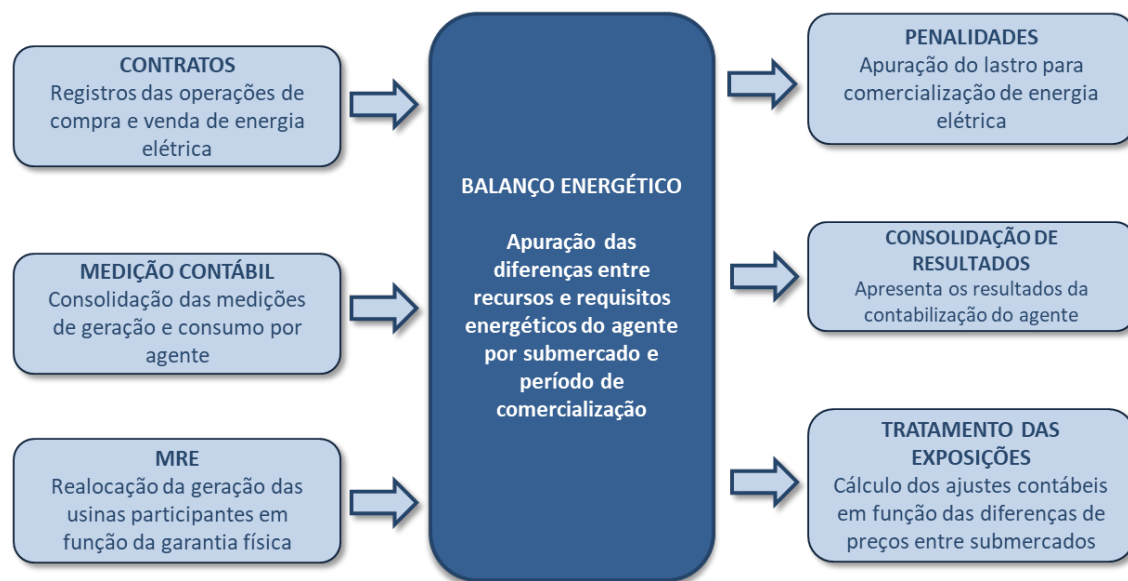 CONTRATOS
Registros das operações de
compra e venda de energia
elétrica
MEDIÇÃO CONTÁBIL
Consolidação das medições
de geração e consumo por
agente
MRE
Realocação da geração das
usinas participantes em
função da garantia física
BALANÇO ENERGÉTICO
Apuração das
diferenças entre
recursos e requisitos
energéticos do agente
por submercado e
período de
comercialização
PENALIDADES
Apuração do lastro para
comercialização de energia
elétrica
CONSOLIDAÇÃO DE
RESULTADOS
Apresenta os resultados da
contabilização do agente
TRATAMENTO DAS
EXPOSIÇÕES
Cálculo dos ajustes contábeis
em função das diferenças de
preços entre submercados